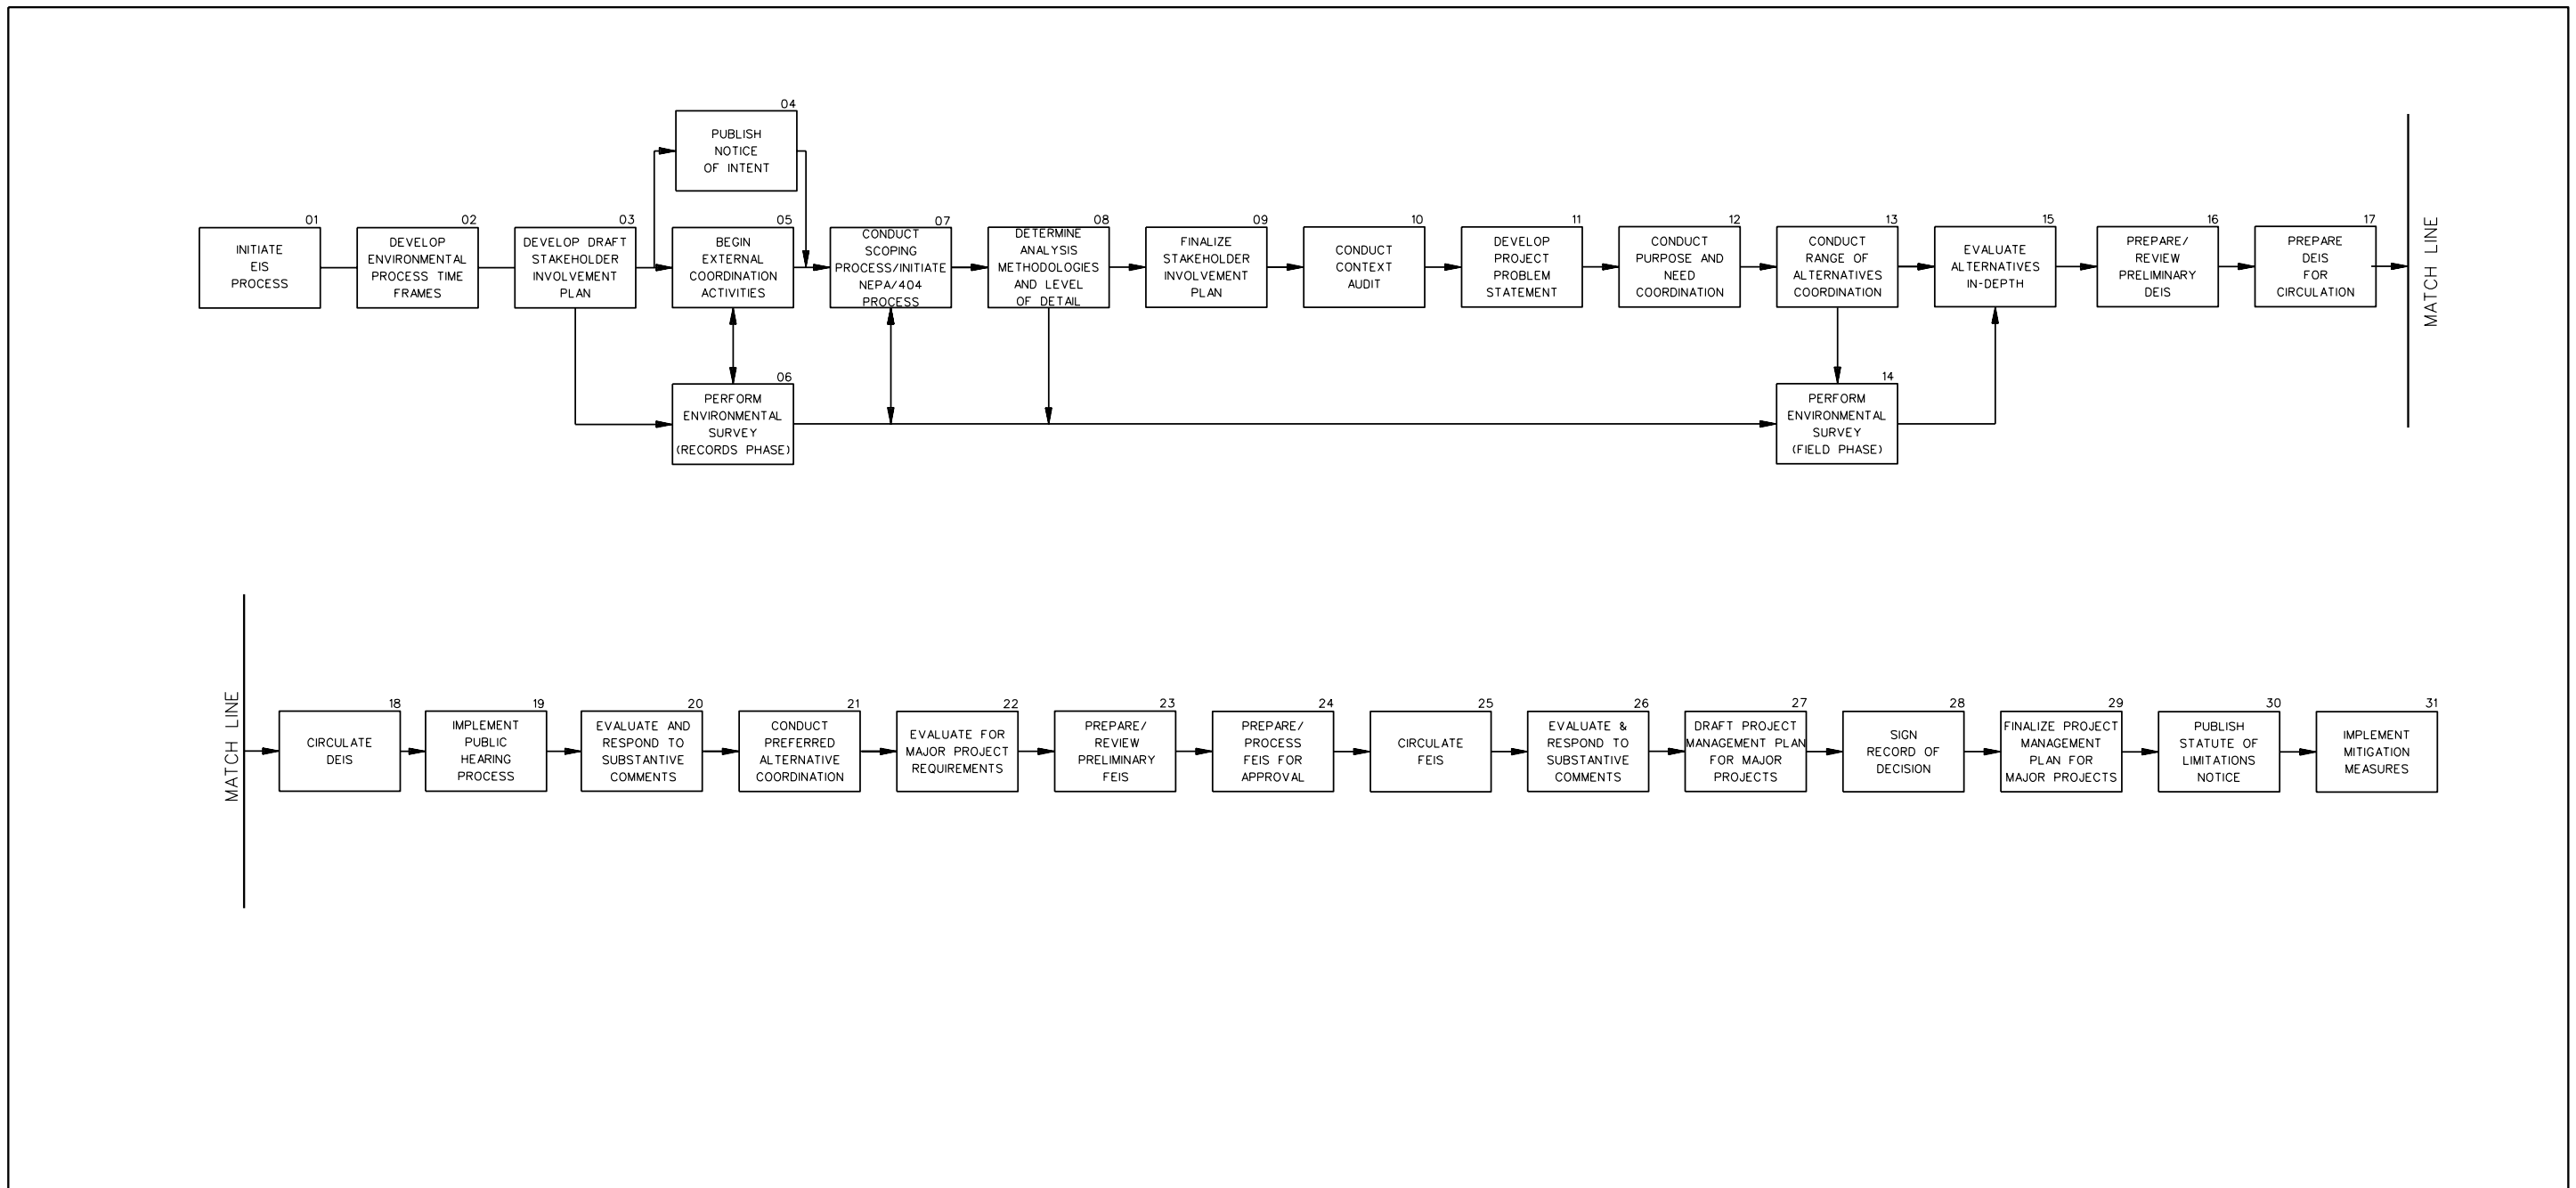 04
PUBLISH
NOTICE
OF INTENT
01
INITIATE
EIS
PROCESS
02
DEVELOP
ENVIRONMENTAL
PROCESS TIME
FRAMES
03
DEVELOP DRAFT
STAKEHOLDER
INVOLVEMENT
PLAN
05
BEGIN
EXTERNAL
COORDINATION
ACTIVITIES
07
CONDUCT
SCOPING
PROCESS/INITIATE
NEPA/404
PROCESS
08
DETERMINE
ANALYSIS
METHODOLOGIES
AND LEVEL
OF DETAIL
09
FINALIZE
STAKEHOLDER
INVOLVEMENT
PLAN
10
CONDUCT
CONTEXT
AUDIT
11
DEVELOP
PROJECT
PROBLEM
STATEMENT
12
CONDUCT
PURPOSE AND
NEED
COORDINATION
13
CONDUCT
RANGE OF
ALTERNATIVES
COORDINATION
15
EVALUATE
ALTERNATIVES
IN-DEPTH
16
PREPARE/
REVIEW
PRELIMINARY
DEIS
17
PREPARE
DEIS
FOR
CIRCULATION
MATCH LINE
06
PERFORM
ENVIRONMENTAL
SURVEY
(RECORDS PHASE)
14
PERFORM
ENVIRONMENTAL
SURVEY
(FIELD PHASE)
MATCH LINE
18
CIRCULATE
DEIS
19
IMPLEMENT
PUBLIC
HEARING
PROCESS
20
EVALUATE AND
RESPOND TO
SUBSTANTIVE
COMMENTS
21
CONDUCT
PREFERRED
ALTERNATIVE
COORDINATION
22
EVALUATE FOR
MAJOR PROJECT
REQUIREMENTS
23
PREPARE/
REVIEW
PRELIMINARY
FEIS
24
PREPARE/
PROCESS
FEIS FOR
APPROVAL
25
CIRCULATE
FEIS
26
EVALUATE &
RESPOND TO
SUBSTANTIVE
COMMENTS
27
DRAFT PROJECT
MANAGEMENT PLAN
FOR MAJOR
PROJECTS
28
SIGN
RECORD OF
DECISION
29
FINALIZE PROJECT
MANAGEMENT
PLAN FOR
MAJOR PROJECTS
30
PUBLISH
STATUTE OF
LIMITATIONS
NOTICE
31
IMPLEMENT
MITIGATION
MEASURES